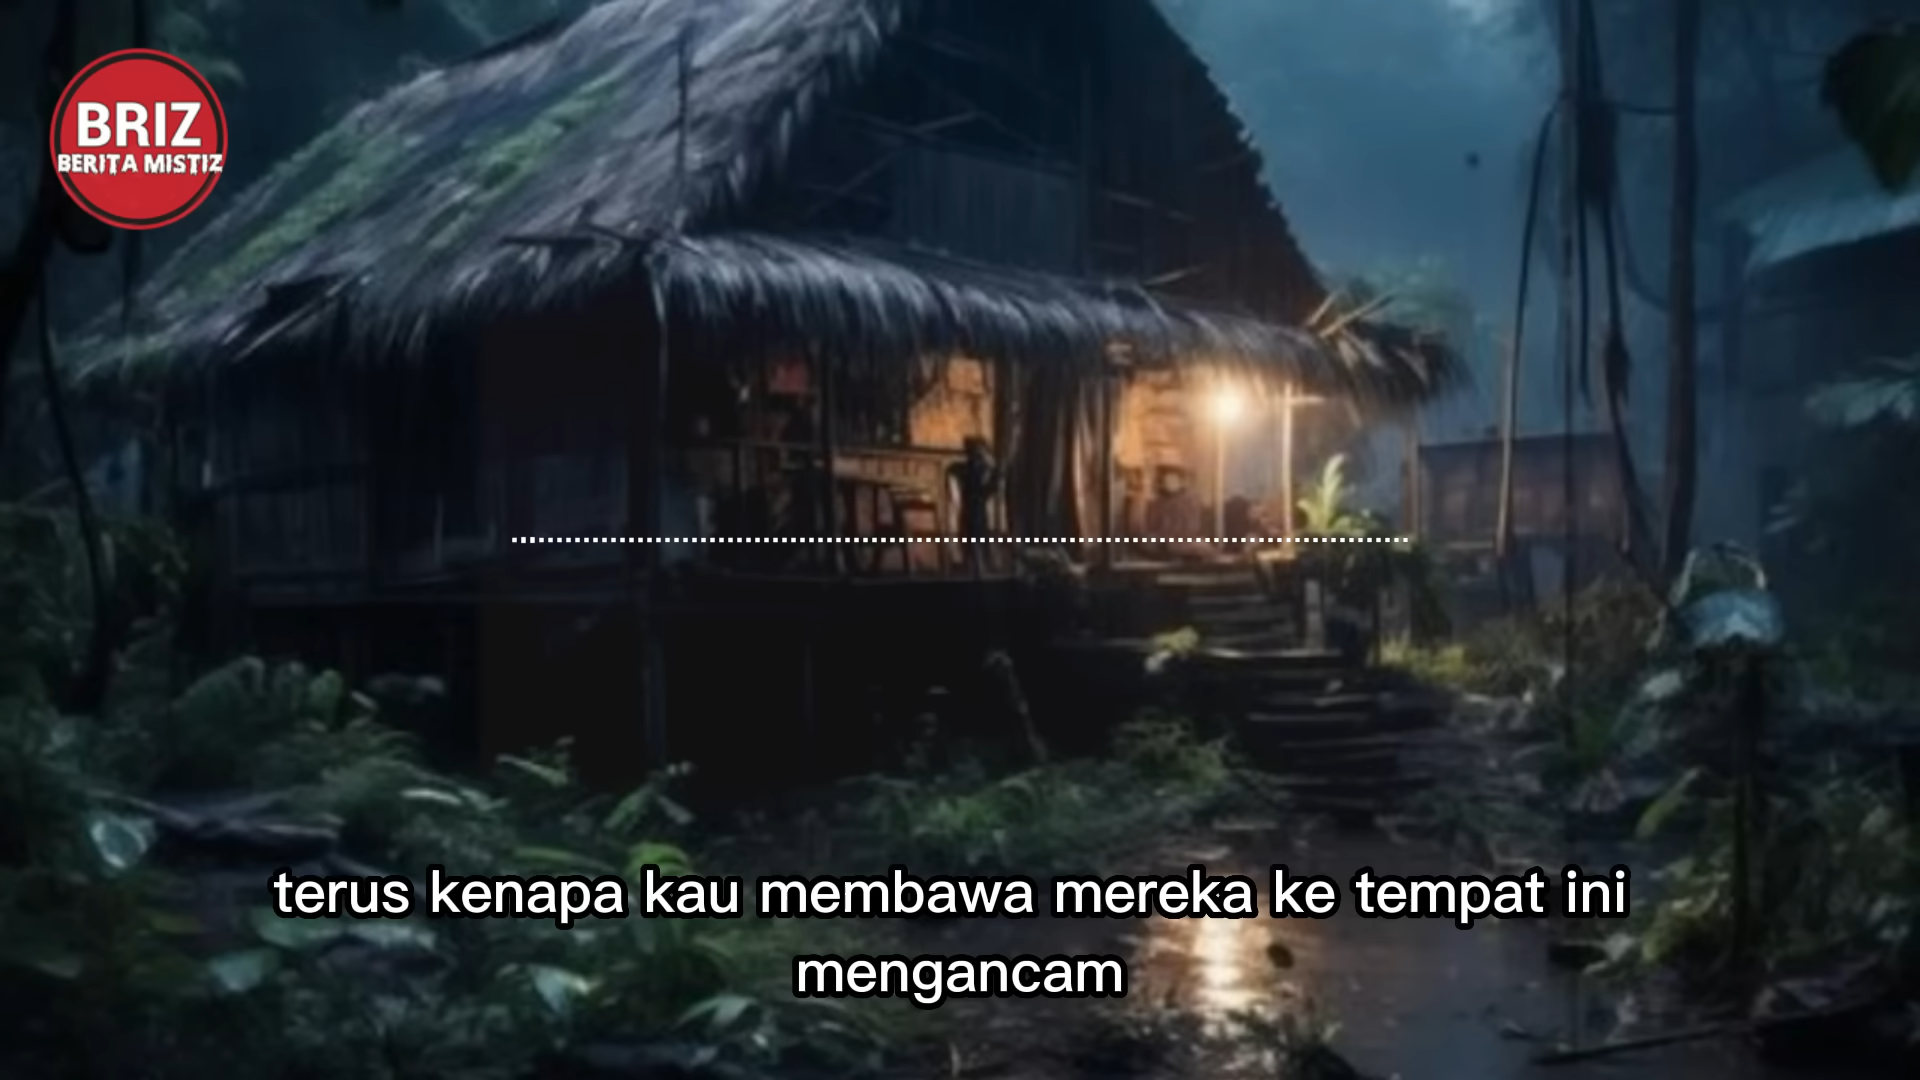 BRIZ
BERITA MISTIZ
terus kenapa kau membawa mereka ke tempat ini
mengancam